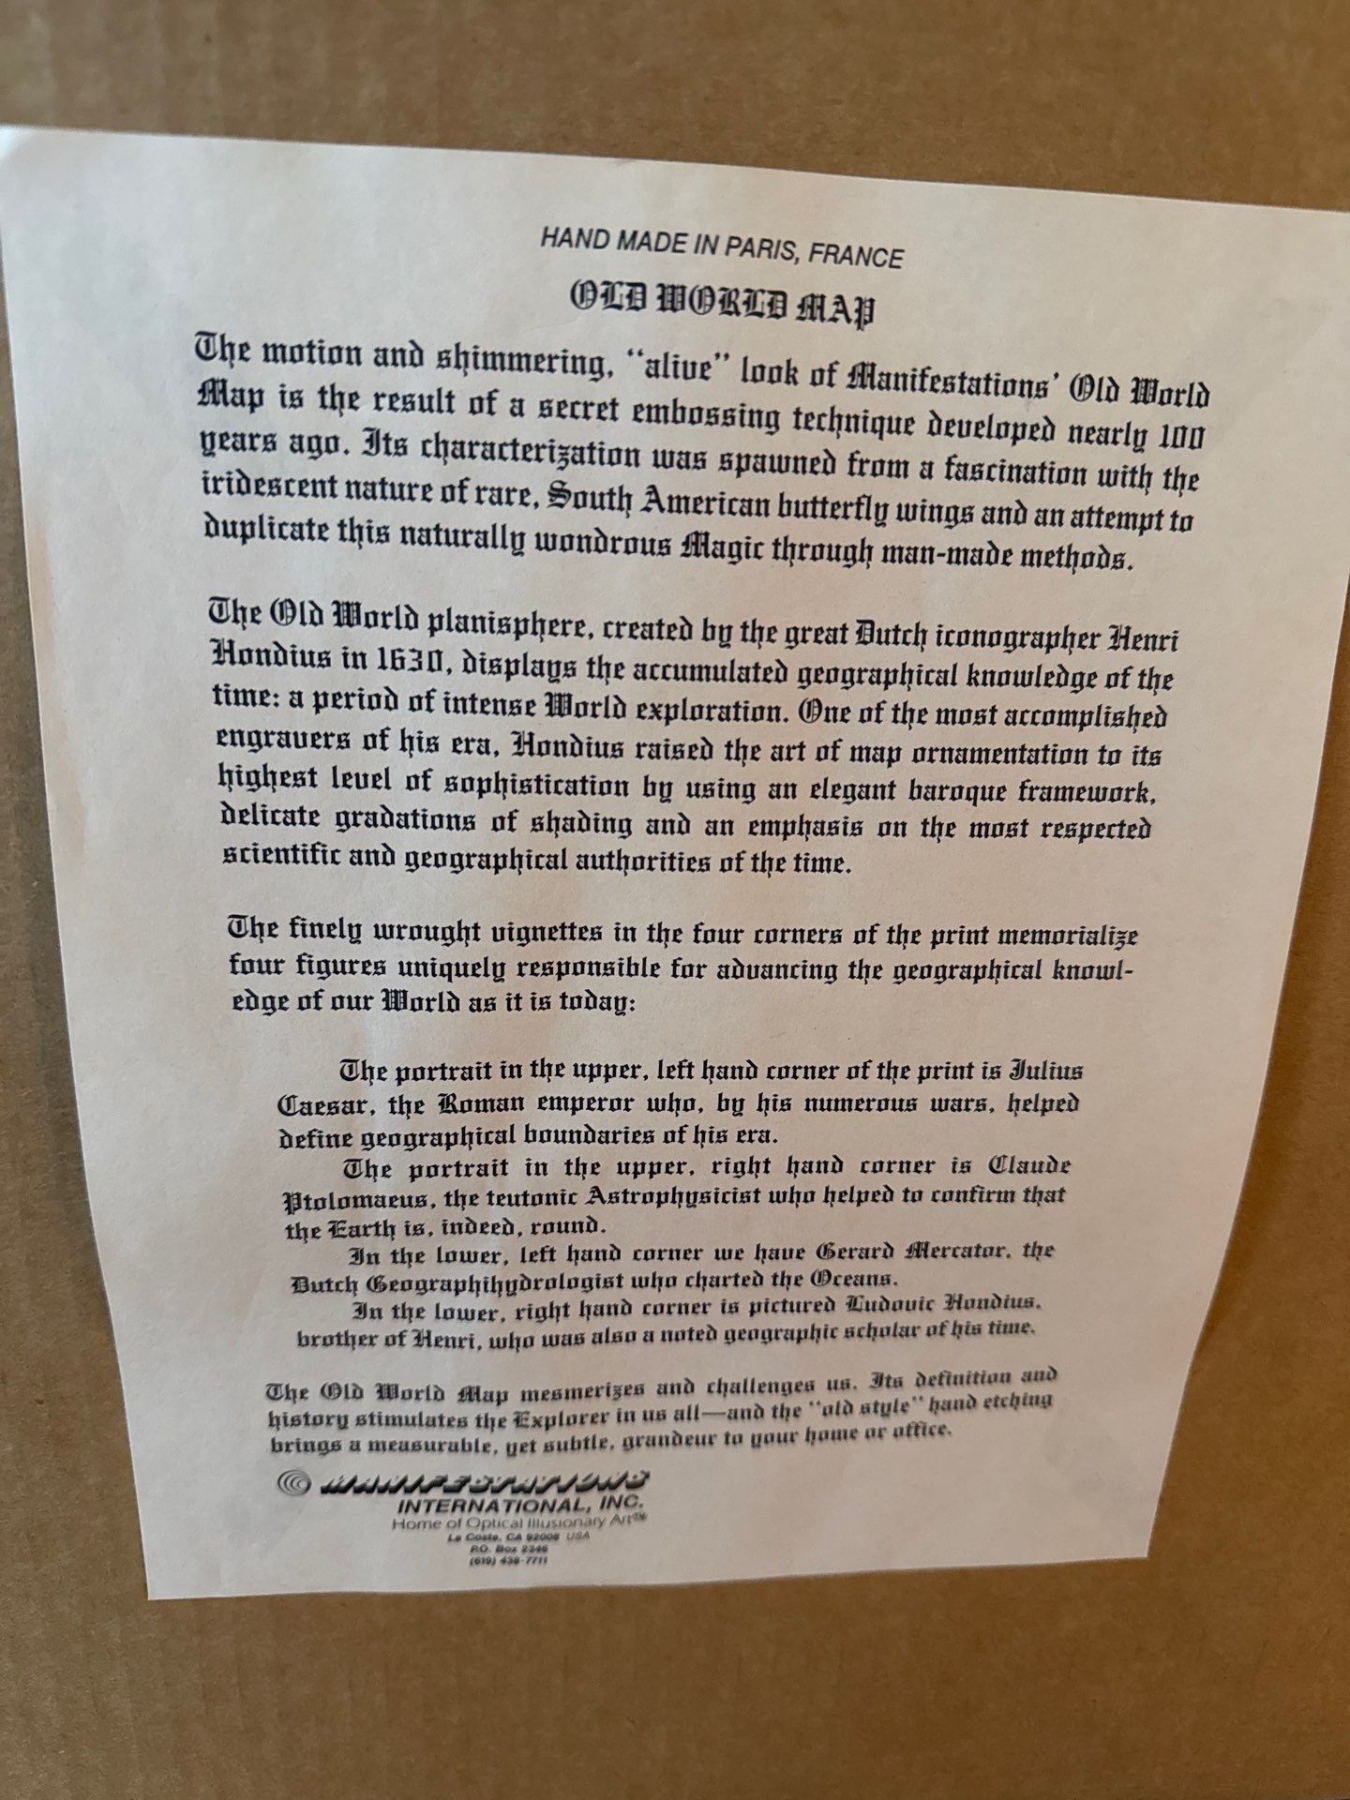 HAND MADE IN PARIS, FRANCE
OLD WORLD MAP
The motion and shimmering, "alive" look of Manifestations' Old World
Map is the result of a secret embossing technique developed nearly 100
years ago. Its characterization was spawned from a fascination with the
iridescent nature of rare, South American butterfly wings and an attempt to
duplicate this naturally wondrous Magic through man-made methods.
The Old World planisphere, created by the great Dutch iconographer Henri
Hondius in 1630, displays the accumulated geographical knowledge of the
time: a period of intense World exploration. One of the most accomplished
engravers of his era, Hondius raised the art of map ornamentation to its
highest level of sophistication by using an elegant baroque framework,
delicate gradations of shading and an emphasis on the most respected
scientific and geographical authorities of the time.
The finely wrought vignettes in the four corners of the print memorialize
four figures uniquely responsible for advancing the geographical knowl-
edge of our World as it is today:
The portrait in the upper, left hand corner of the print is Julius
Caesar, the Roman emperor who, by his numerous wars, helped
define geographical boundaries of his era.
The portrait in the upper, right hand corner is Claude
Ptolomaeus, the teutonic Astrophysicist who helped to confirm that
the Earth is, indeed, round.
In the lower, left hand corner we have Gerard Mercator, the
Dutch Geographihydrologist who charted the Oceans.
In the lower, right hand corner is pictured Ludovic Hondius,
brother of Henri, who was also a noted geographic scholar of his time.
The Old World Map mesmerizes and challenges us. Its definition and
history stimulates the Explorer in us all—and the "old style" hand etching
brings a measurable, yet subtle, grandeur to your home or office.
MANIFESTATIONS
INTERNATIONAL, INC.
Home of Optical Illusionary Art
La Costa, CA 92008 USA
P.O. Box 2346
(619) 438-7711